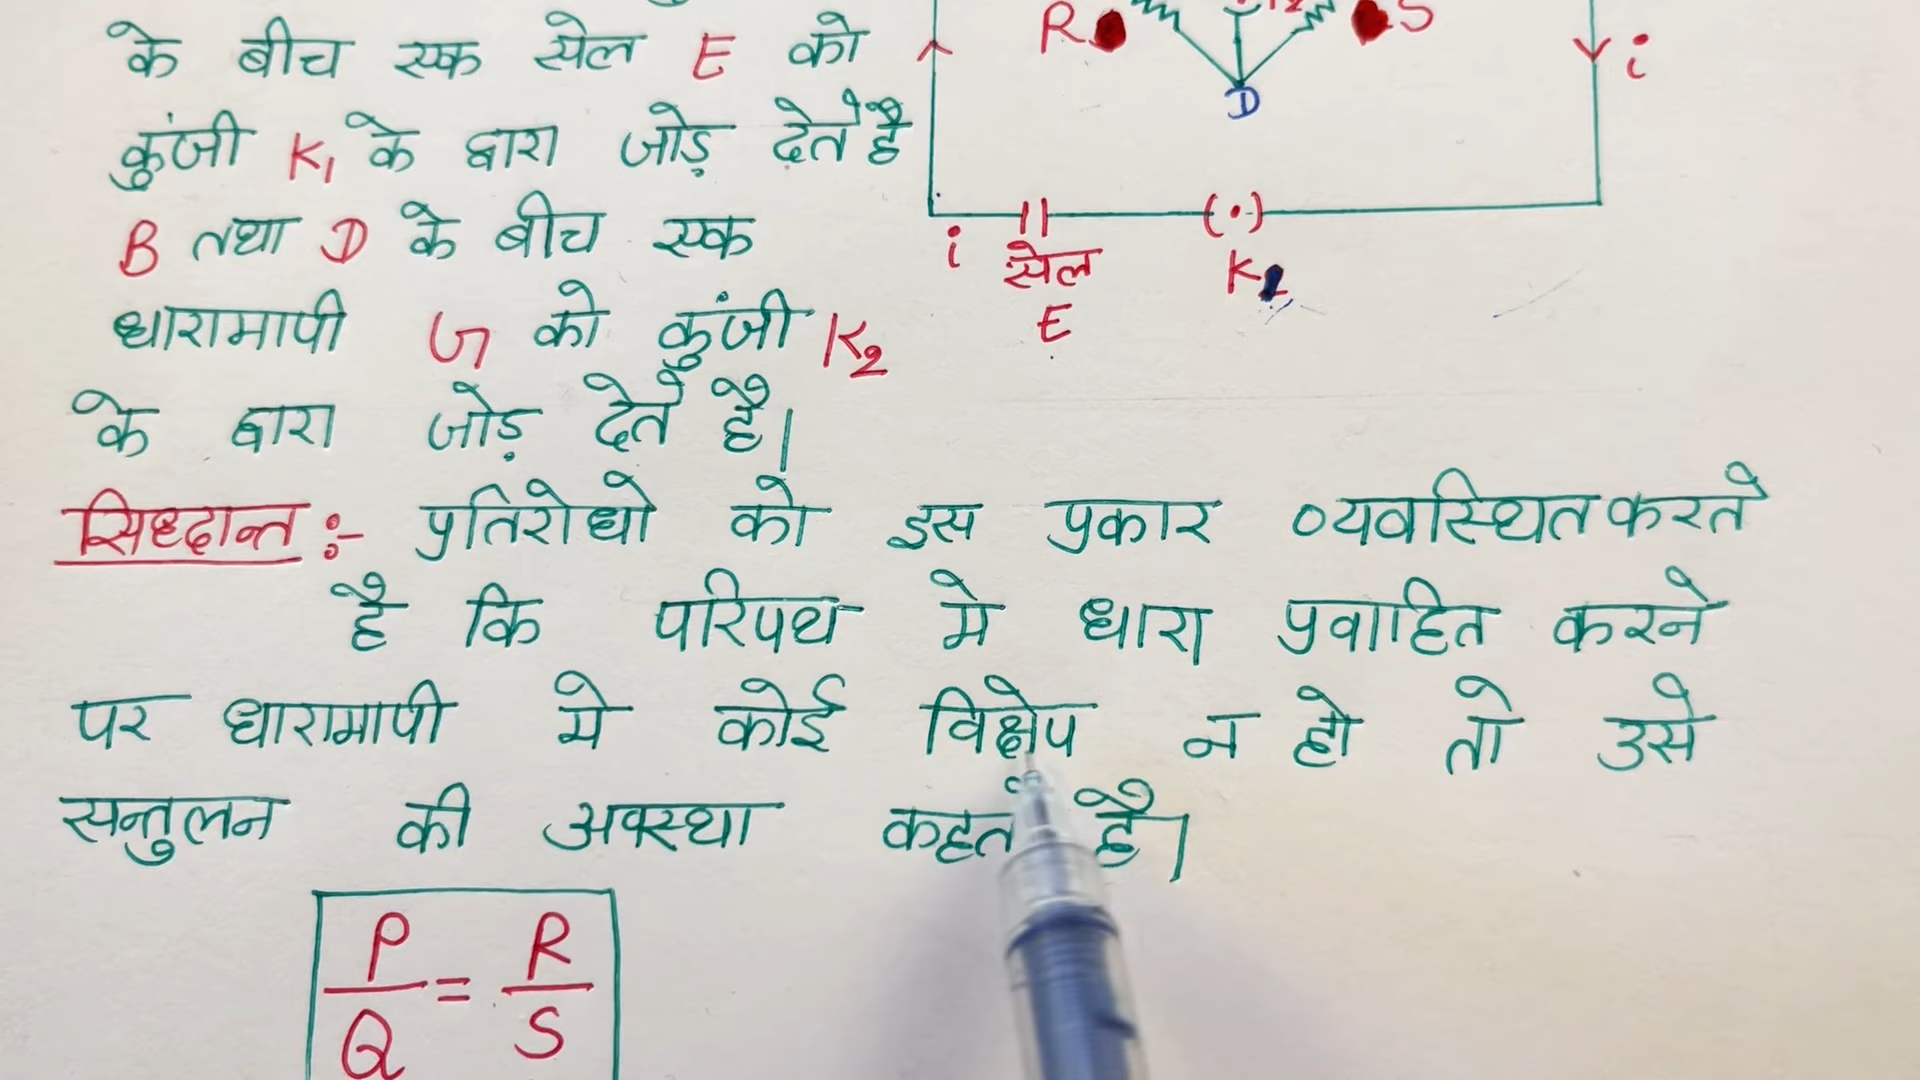 के बीच एक सेल E को
कुंजी K₁ के द्वारा जोड़ देते है
B तथा D के बीच एक
धारामापी G को कुंजी K₂
के द्वारा जोड़ देते है।
सिध्दान्त :- प्रतिरोधो को इस प्रकार व्यवस्थित करते
है कि परिपथ मे धारा प्रवाहित करने
पर धारामापी मे कोई विक्षेप न हो तो उसे
सन्तुलन की अवस्था कहते है।
P/Q = R/S
R S
D
i
i
सेल
E
K₁